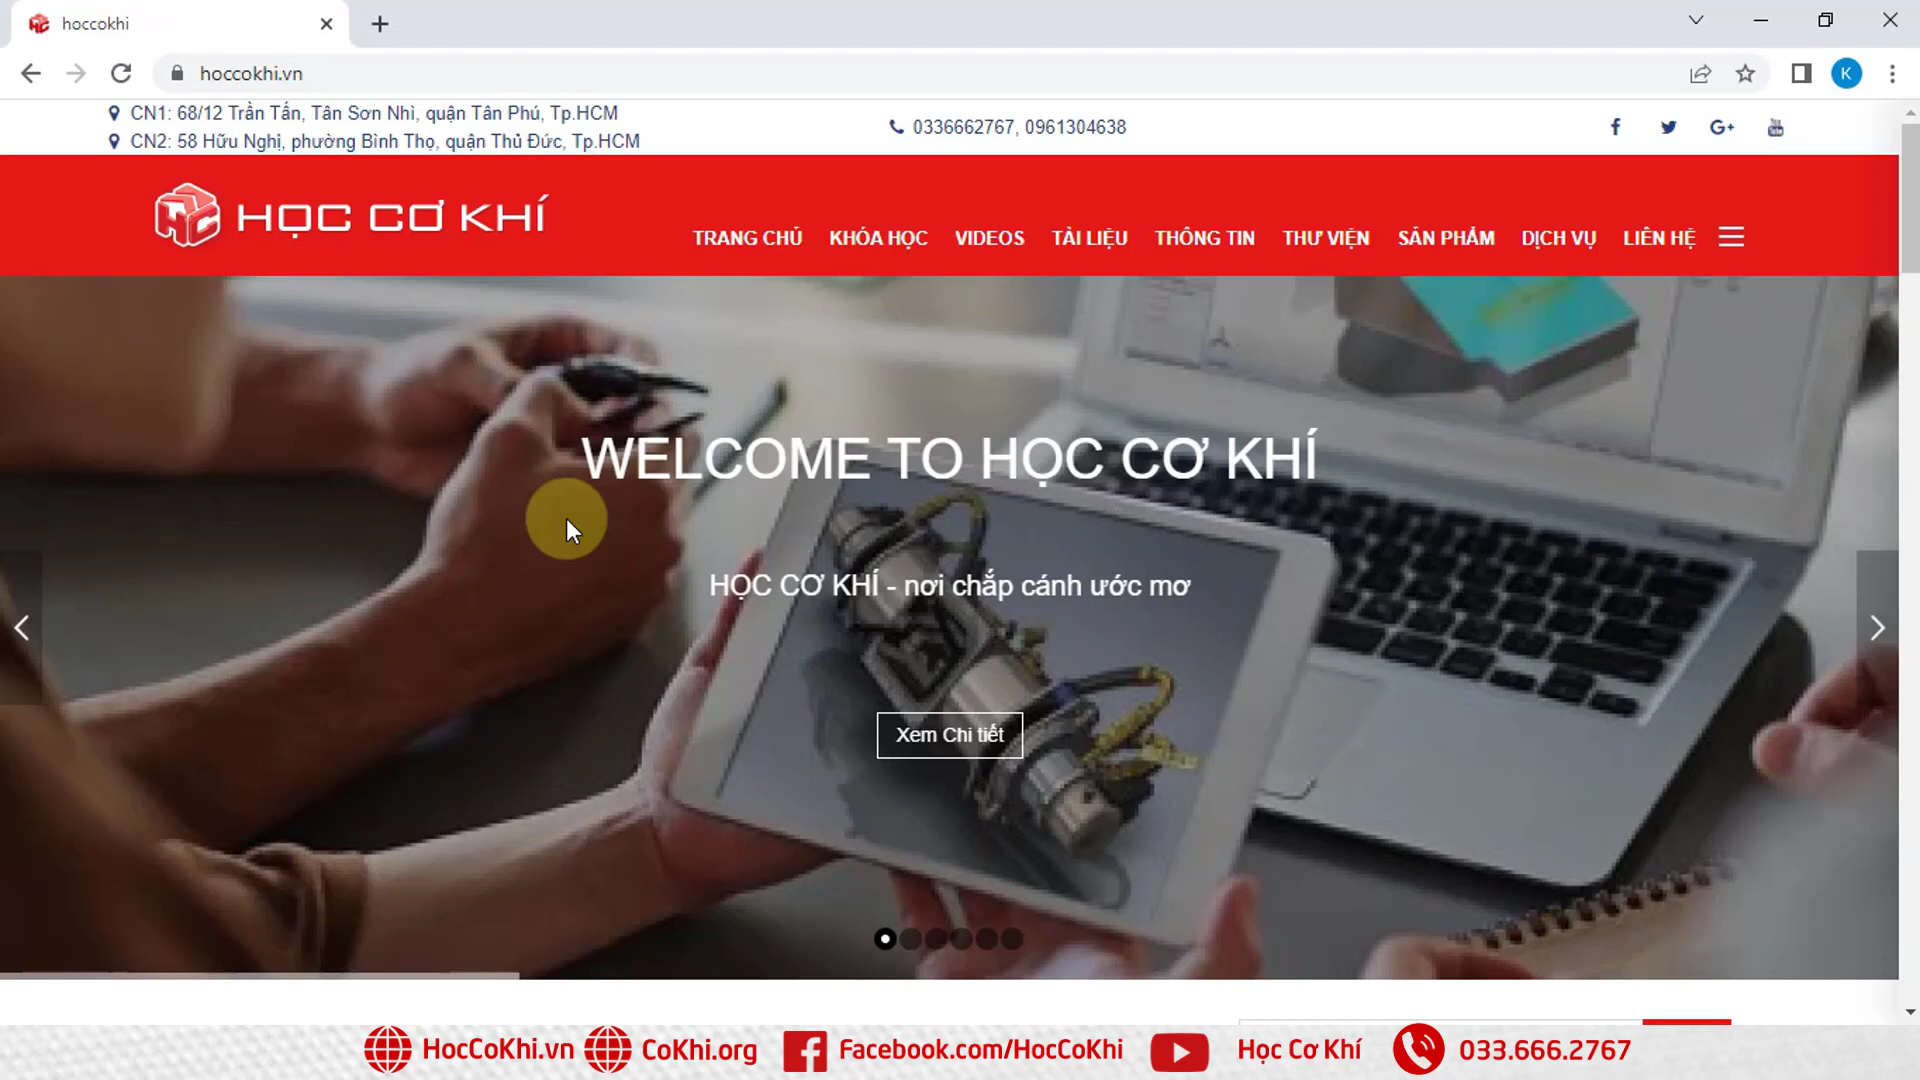 hoccokhi
hoccokhi.vn
K
CN1: 68/12 Trần Tấn, Tân Sơn Nhì, quận Tân Phú, Tp.HCM
CN2: 58 Hữu Nghị, phường Bình Thọ, quận Thủ Đức, Tp.HCM
0336662767, 0961304638
HỌC CƠ KHÍ
TRANG CHỦ KHÓA HỌC VIDEOS TÀI LIỆU THÔNG TIN THƯ VIỆN SẢN PHẨM DỊCH VỤ LIÊN HỆ
WELCOME TO HỌC CƠ KHÍ
HỌC CƠ KHÍ - nơi chắp cánh ước mơ
Xem Chi tiết
HocCoKhi.vn CoKhi.org Facebook.com/HocCoKhi Học Cơ Khí 033.666.2767